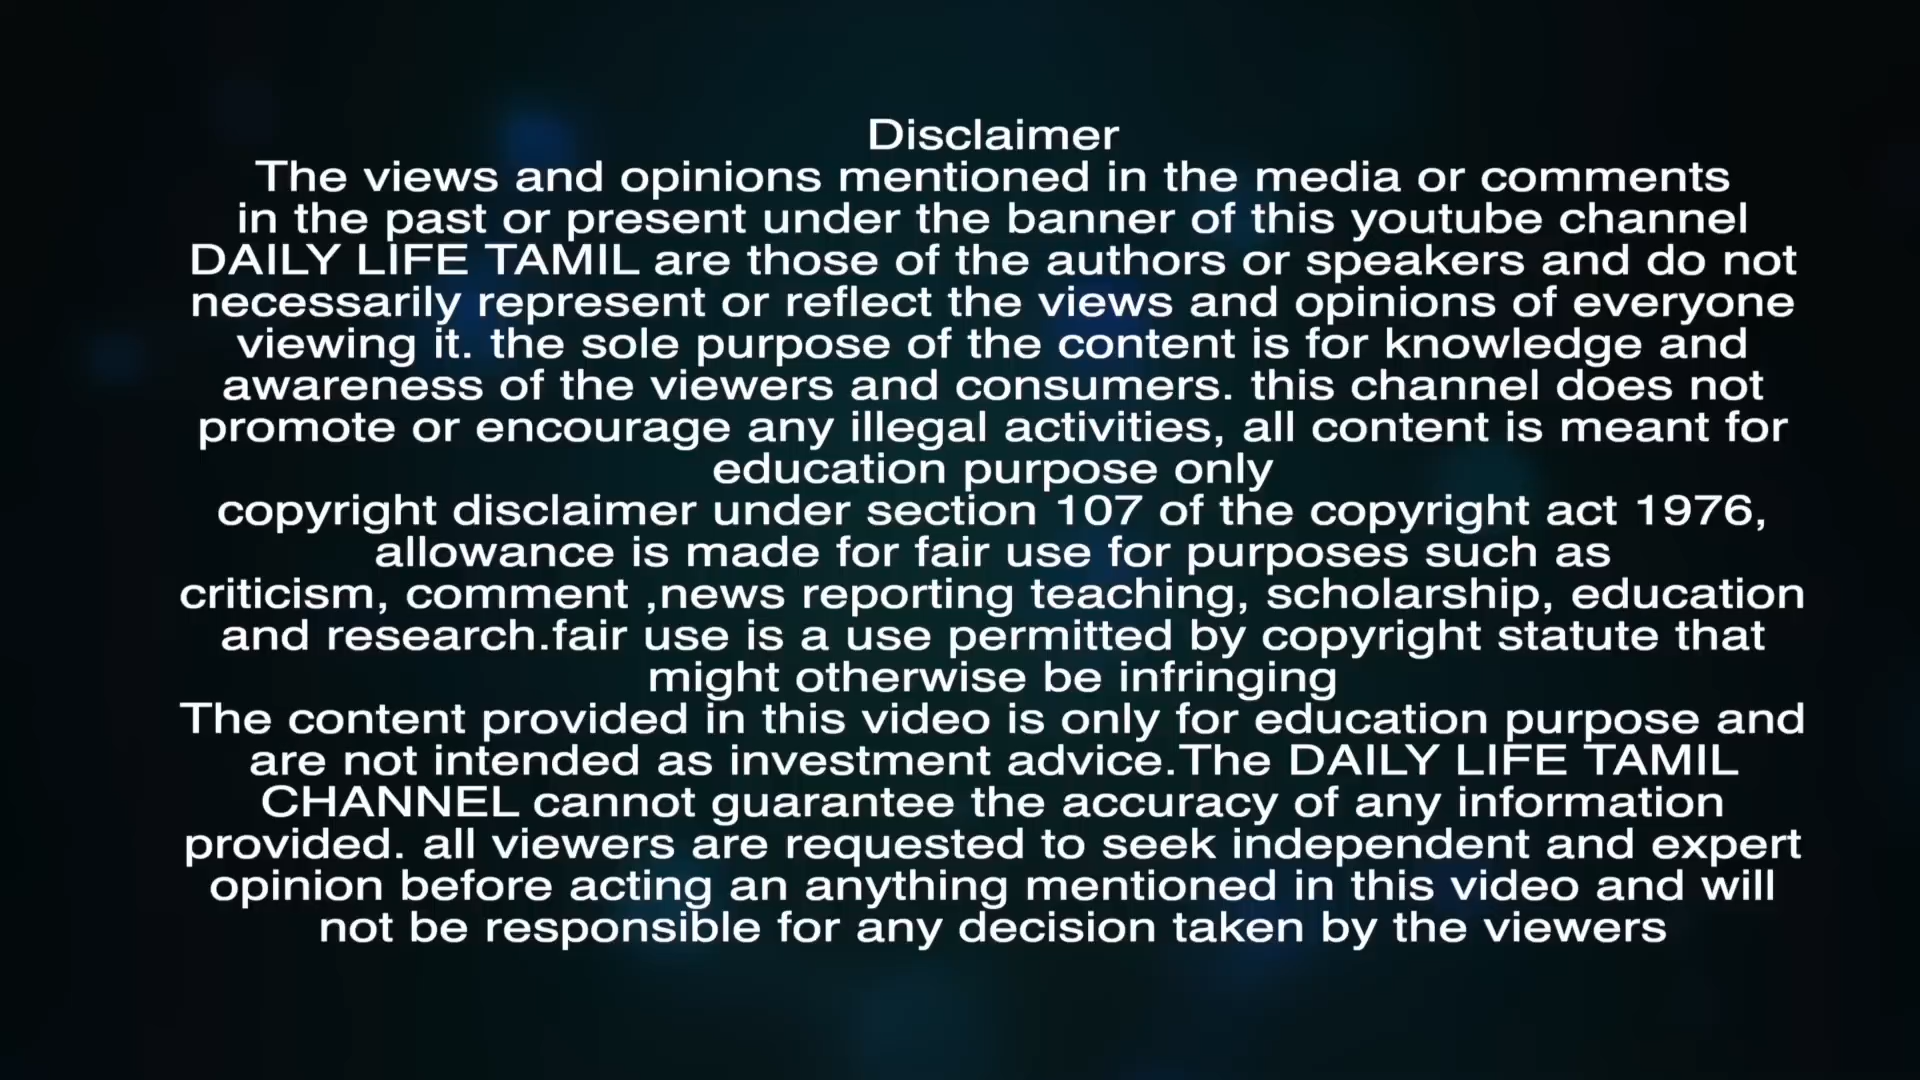 Disclaimer
The views and opinions mentioned in the media or comments
in the past or present under the banner of this youtube channel
DAILY LIFE TAMIL are those of the authors or speakers and do not
necessarily represent or reflect the views and opinions of everyone
viewing it. the sole purpose of the content is for knowledge and
awareness of the viewers and consumers. this channel does not
promote or encourage any illegal activities, all content is meant for
education purpose only
copyright disclaimer under section 107 of the copyright act 1976,
allowance is made for fair use for purposes such as
criticism, comment ,news reporting teaching, scholarship, education
and research.fair use is a use permitted by copyright statute that
might otherwise be infringing
The content provided in this video is only for education purpose and
are not intended as investment advice.The DAILY LIFE TAMIL
CHANNEL cannot guarantee the accuracy of any information
provided. all viewers are requested to seek independent and expert
opinion before acting an anything mentioned in this video and will
not be responsible for any decision taken by the viewers